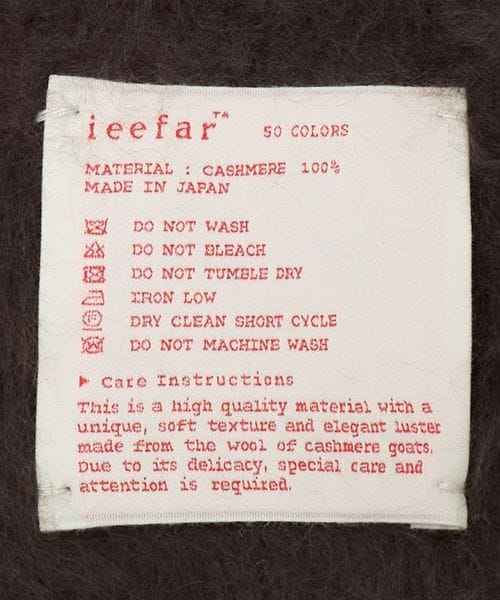 ieefar™ 50 COLORS
MATERIAL : CASHMERE 100%
MADE IN JAPAN
DO NOT WASH
DO NOT BLEACH
DO NOT TUMBLE DRY
IRON LOW
DRY CLEAN SHORT CYCLE
DO NOT MACHINE WASH
▶ Care Instructions
This is a high quality material with a
unique, soft texture and elegant luster
made from the wool of cashmere goats.
Due to its delicacy, special care and
attention is required.